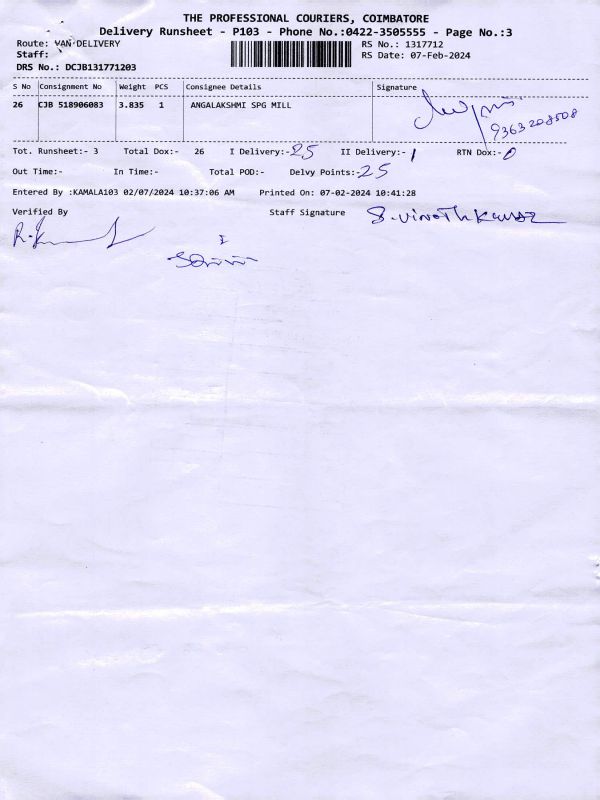 THE PROFESSIONAL COURIERS, COIMBATORE
Delivery Runsheet - P103 - Phone No.:0422-3505555 - Page No.:3
Route: VAN DELIVERY
RS No.: 1317712
Staff:
RS Date: 07-Feb-2024
DRS No.: DCJB131771203
S No Consignment No Weight PCS Consignee Details Signature
26 CJB 518906083 3.835 1 ANGALAKSHMI SPG MILL
9363208508
Tot. Runsheet:- 3 Total Dox:- 26 I Delivery:- 25 II Delivery:- 1 RTN Dox:- 0
Out Time:- In Time:- Total POD:- Delvy Points:- 25
Entered By :KAMALA103 02/07/2024 10:37:06 AM Printed On: 07-02-2024 10:41:28
Verified By Staff Signature S.Vinothkumar